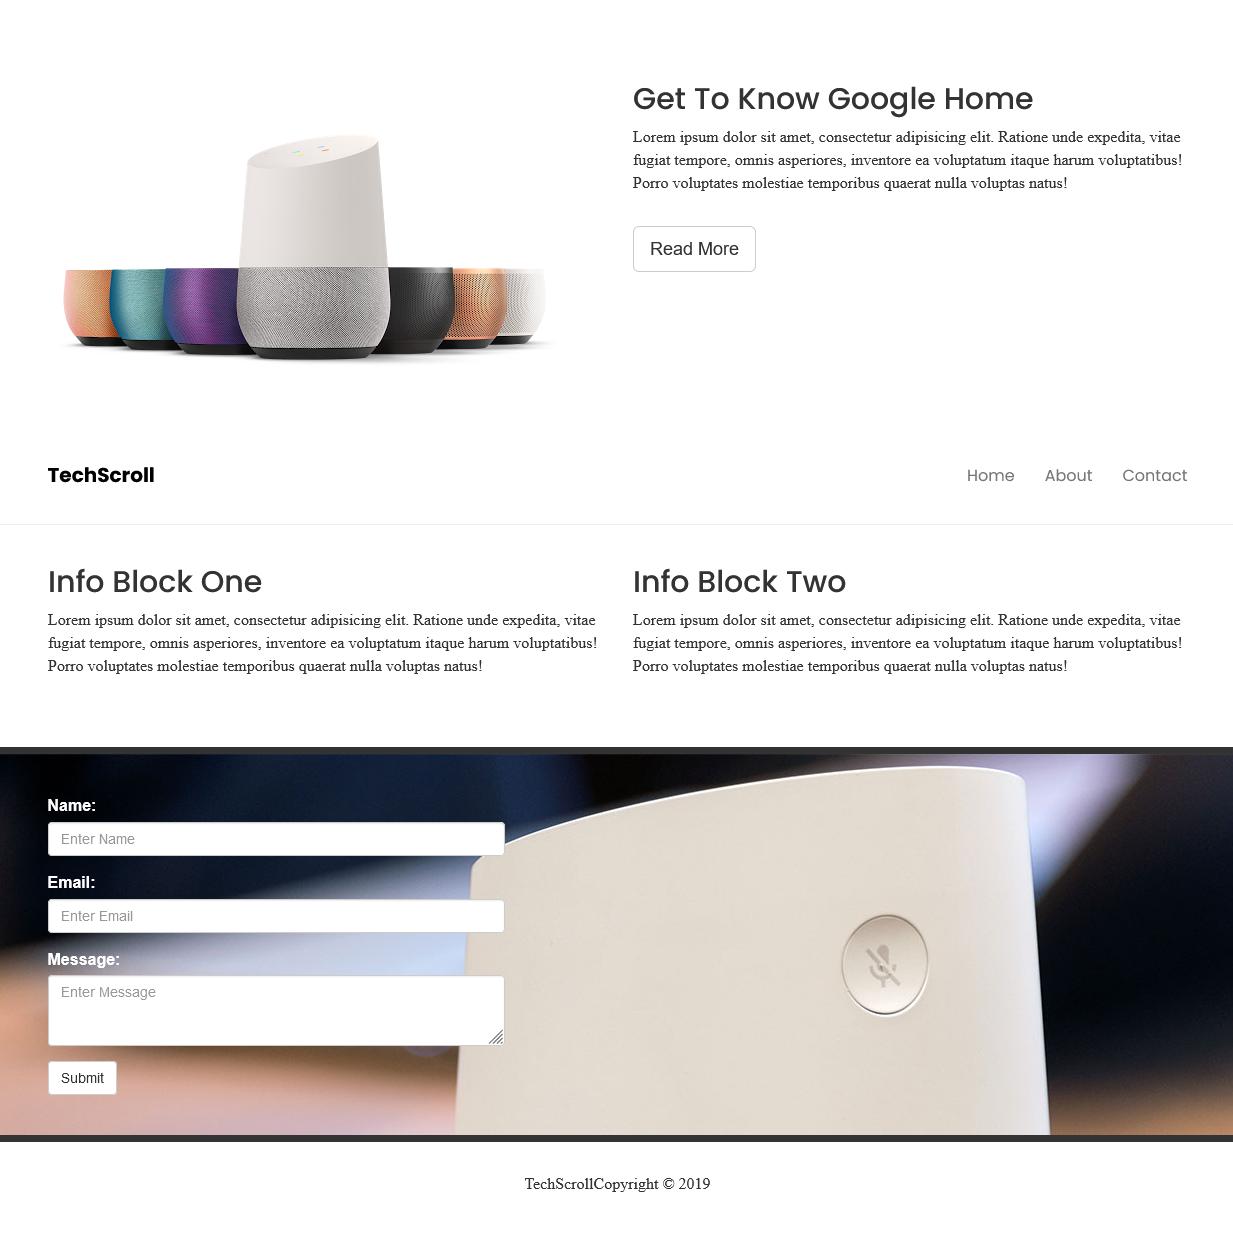 Get To Know Google Home
Lorem ipsum dolor sit amet, consectetur adipisicing elit. Ratione unde expedita, vitae
fugiat tempore, omnis asperiores, inventore ea voluptatum itaque harum voluptatibus!
Porro voluptates molestiae temporibus quaerat nulla voluptas natus!
Read More
TechScroll
Home About Contact
Info Block One
Lorem ipsum dolor sit amet, consectetur adipisicing elit. Ratione unde expedita, vitae
fugiat tempore, omnis asperiores, inventore ea voluptatum itaque harum voluptatibus!
Porro voluptates molestiae temporibus quaerat nulla voluptas natus!
Info Block Two
Lorem ipsum dolor sit amet, consectetur adipisicing elit. Ratione unde expedita, vitae
fugiat tempore, omnis asperiores, inventore ea voluptatum itaque harum voluptatibus!
Porro voluptates molestiae temporibus quaerat nulla voluptas natus!
Name:
Enter Name
Email:
Enter Email
Message:
Enter Message
Submit
TechScrollCopyright © 2019